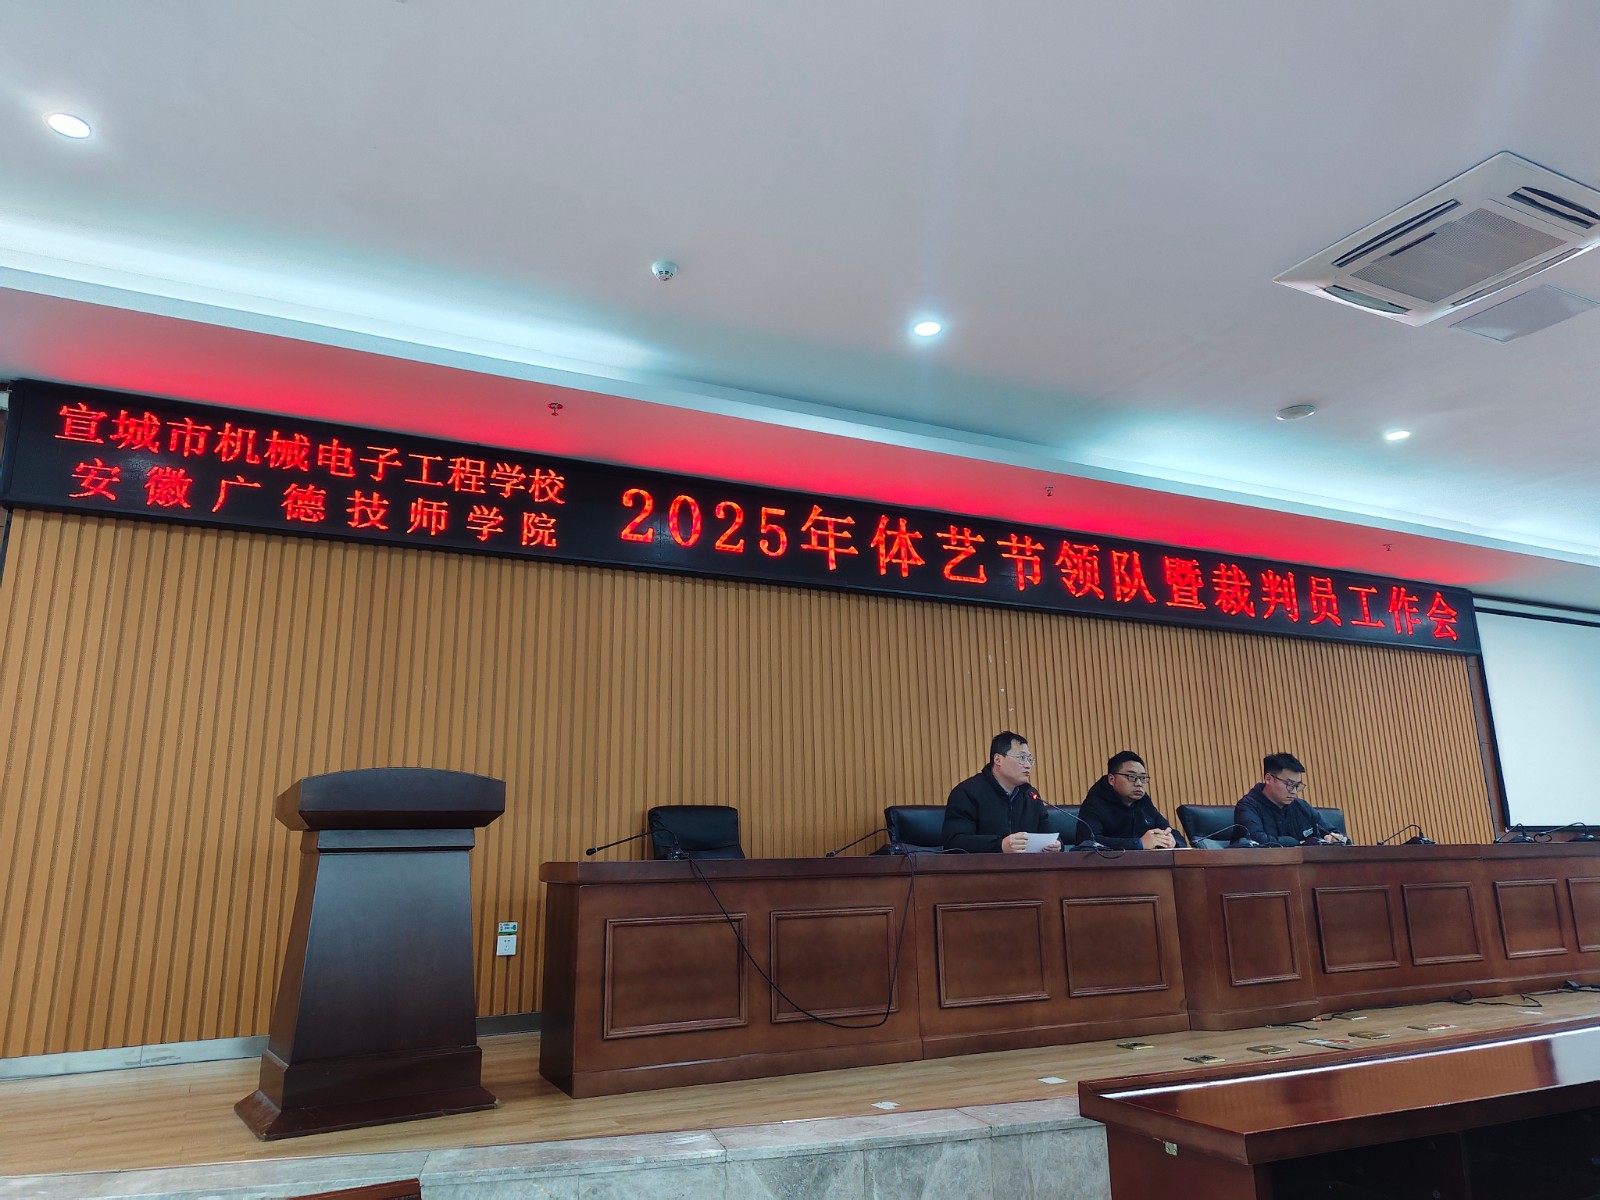 宣城市机械电子工程学校
安徽广德技师学院
2025年体艺节领队暨裁判员工作会